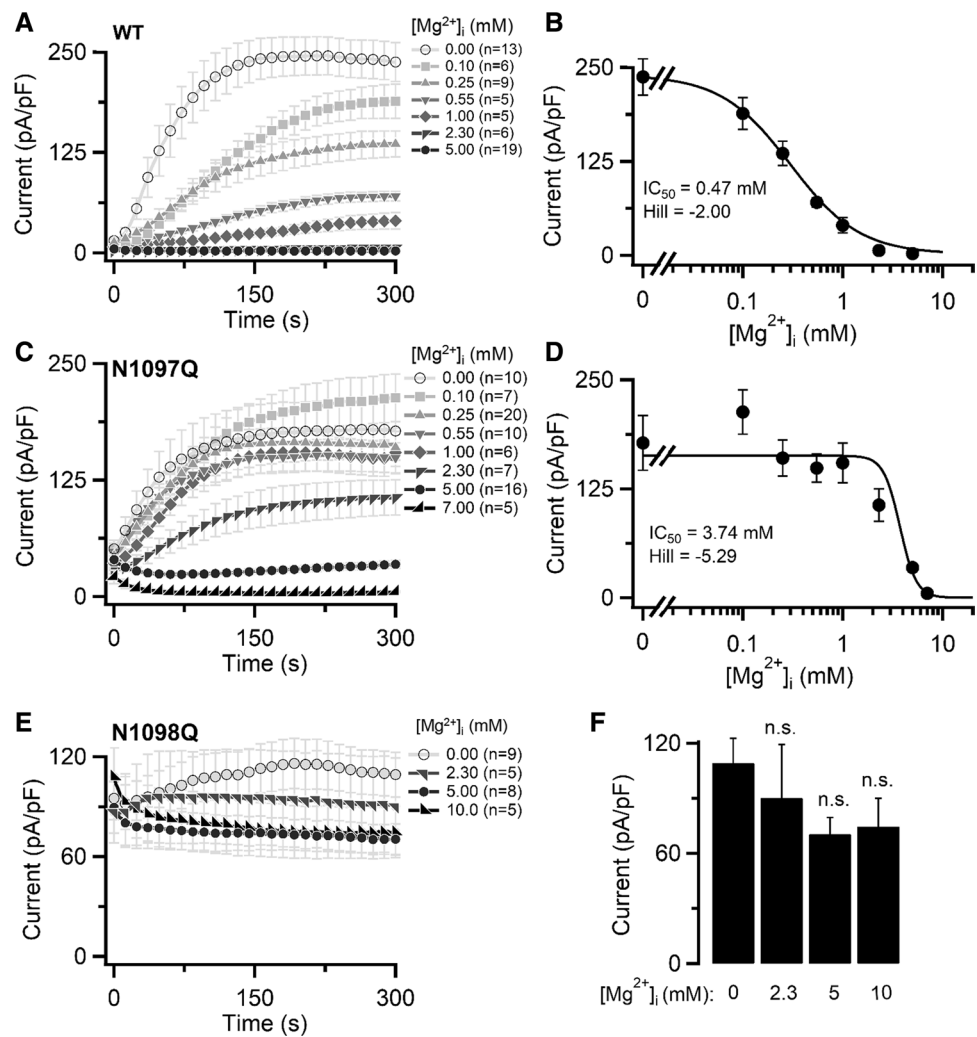 A
WT
[Mg²⁺]ᵢ (mM)
0.00 (n=13)
0.10 (n=6)
0.25 (n=9)
0.55 (n=5)
1.00 (n=5)
2.30 (n=6)
5.00 (n=19)
Current (pA/pF)
250
125
0
0 150 300
Time (s)
B
Current (pA/pF)
250
125
0
IC₅₀ = 0.47 mM
Hill = -2.00
0 0.1 1 10
[Mg²⁺]ᵢ (mM)
C
N1097Q
[Mg²⁺]ᵢ (mM)
0.00 (n=10)
0.10 (n=7)
0.25 (n=20)
0.55 (n=10)
1.00 (n=6)
2.30 (n=7)
5.00 (n=16)
7.00 (n=5)
Current (pA/pF)
250
125
0
0 150 300
Time (s)
D
Current (pA/pF)
250
125
0
IC₅₀ = 3.74 mM
Hill = -5.29
0 0.1 1 10
[Mg²⁺]ᵢ (mM)
E
N1098Q
[Mg²⁺]ᵢ (mM)
0.00 (n=9)
2.30 (n=5)
5.00 (n=8)
10.0 (n=5)
Current (pA/pF)
120
60
0
0 150 300
Time (s)
F
Current (pA/pF)
120
60
0
n.s.
n.s.
n.s.
[Mg²⁺]ᵢ (mM): 0 2.3 5 10